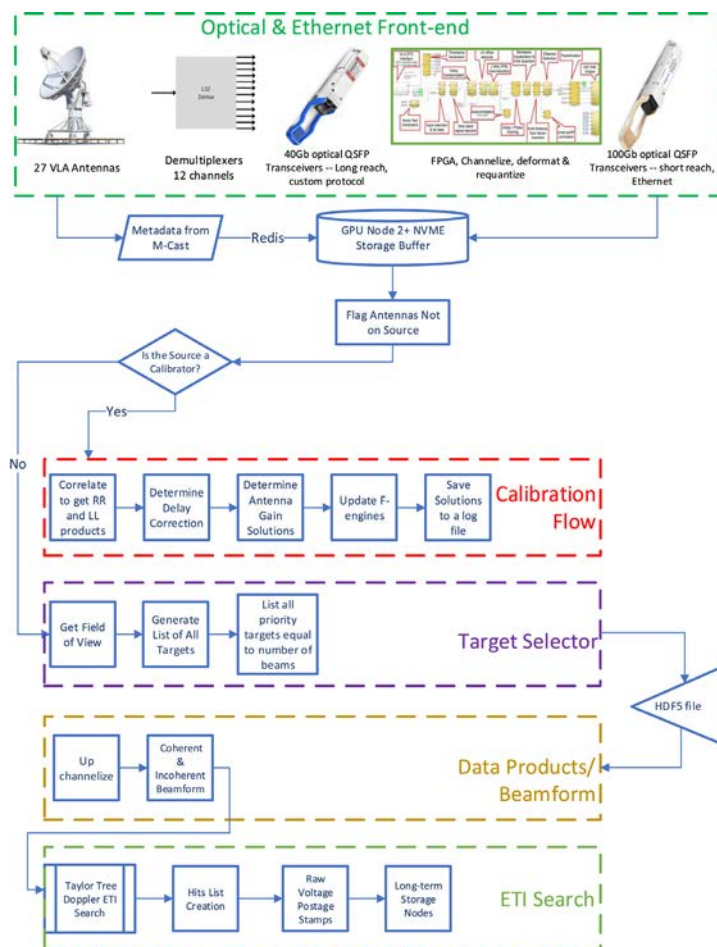 Optical & Ethernet Front-end
27 VLA Antennas
Demultiplexers
12 channels
40Gb optical QSFP
Transceivers -- Long reach,
custom protocol
FPGA, Channelize, deformat &
requantize
100Gb optical QSFP
Transceivers -- short reach,
Ethernet
Metadata from
M-Cast
Redis
GPU Node 2+ NVME
Storage Buffer
Flag Antennas Not
on Source
Is the Source a
Calibrator?
Yes
No
Correlate
to get RR
and LL
products
Determine
Delay
Correction
Determine
Antenna
Gain
Solutions
Update F-
engines
Save
Solutions
to a log
file
Calibration
Flow
Get Field
of View
Generate
List of All
Targets
List all
priority
targets equal
to number of
beams
Target Selector
HDF5 file
Up
channelize
Coherent
&
Incoherent
Beamform
Data Products/
Beamform
Taylor Tree
Doppler ETI
Search
Hits List
Creation
Raw
Voltage
Postage
Stamps
Long-term
Storage
Nodes
ETI Search